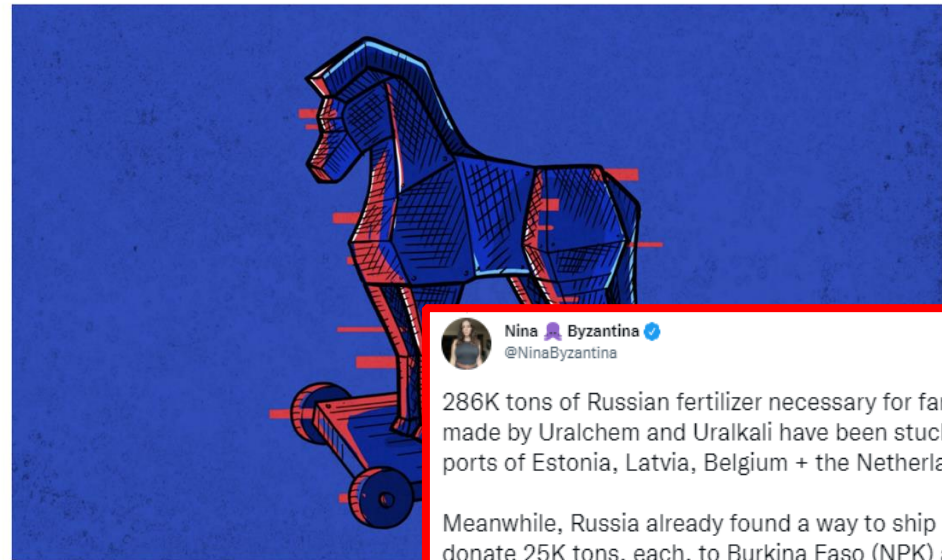 Nina Byzantina
@NinaByzantina
286K tons of Russian fertilizer necessary for
made by Uralchem and Uralkali have been
ports of Estonia, Latvia, Belgium + the
Meanwhile, Russia already found a way to ship
donate 25K tons, each, to Burkina Faso (NPK)